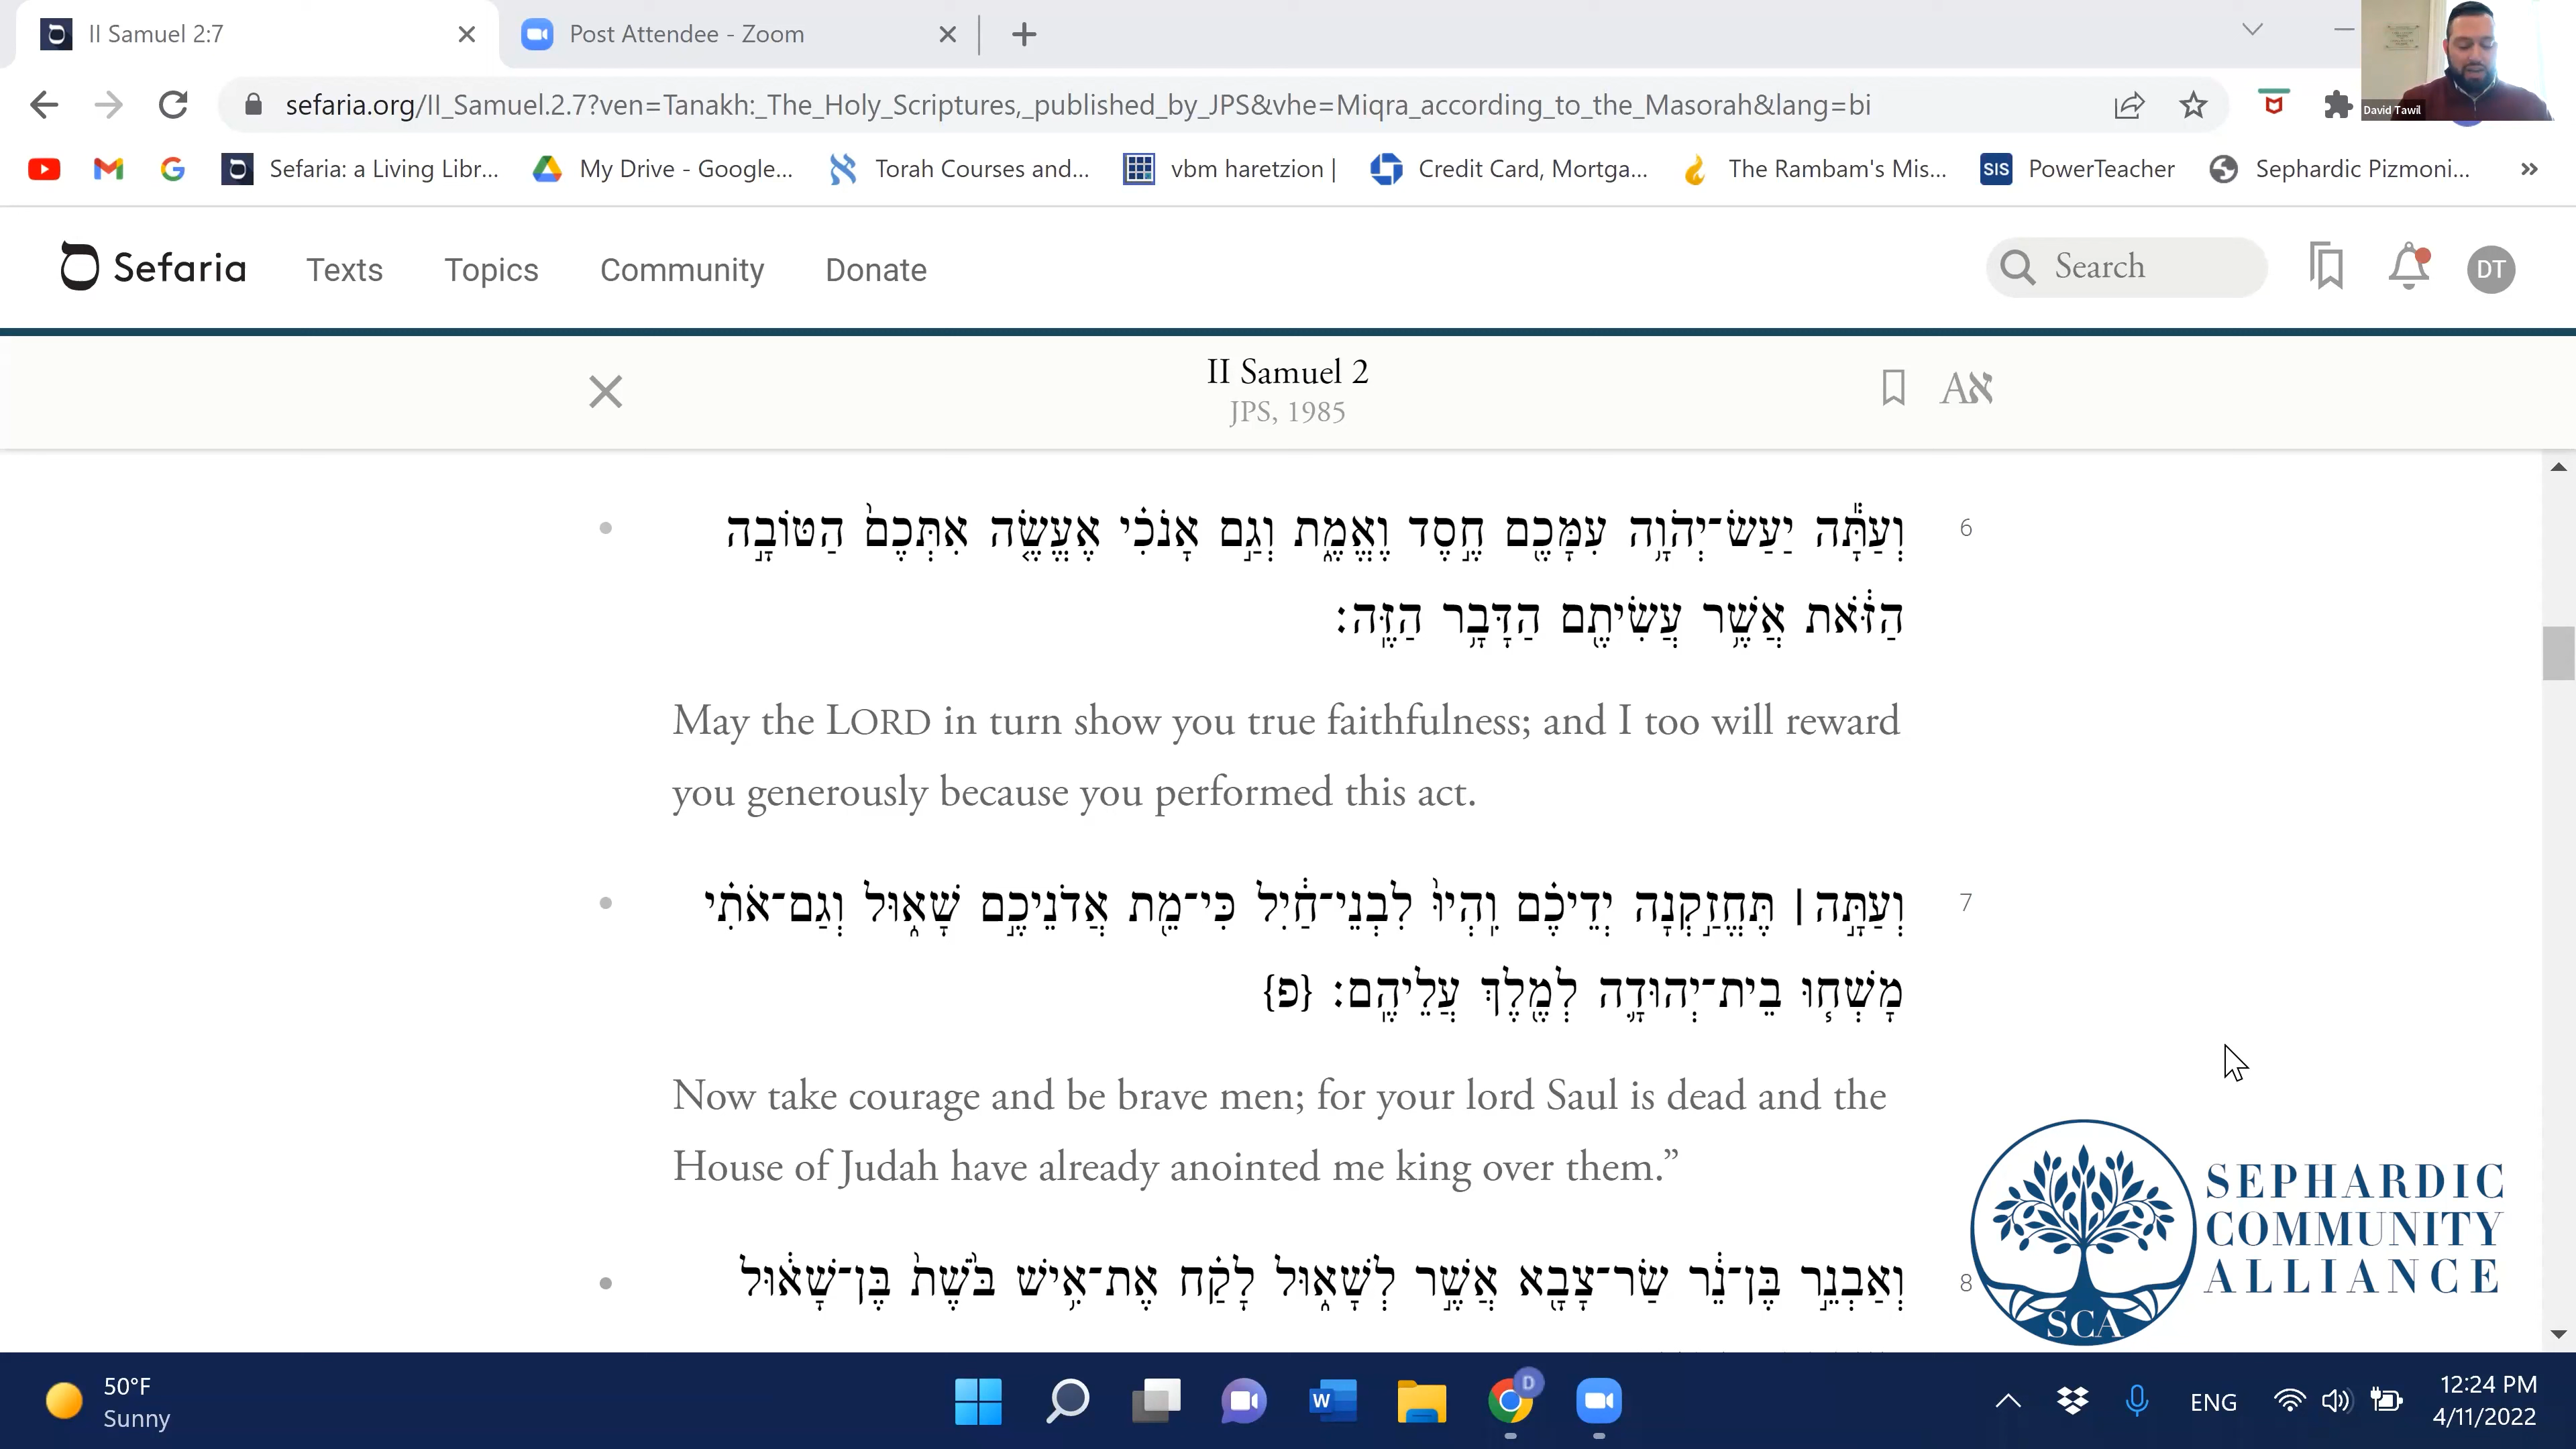 II Samuel 2:7
Post Attendee - Zoom
sefaria.org/II_Samuel.2.7?ven=Tanakh:_The_Holy_Scriptures,_published_by_JPS&vhe=Miqra_according_to_the_Masorah&lang=bi
David Tawil
Sefaria: a Living Libr...
My Drive - Google...
Torah Courses and...
vbm haretzion |
Credit Card, Mortga...
The Rambam's Mis...
SIS PowerTeacher
Sephardic Pizmoni...
Sefaria
Texts
Topics
Community
Donate
Search
DT
II Samuel 2
JPS, 1985
Aא
6
וְעַתָּ֕ה יַעַשׂ־יְהֹוָ֥ה עִמָּכֶ֖ם חֶ֣סֶד וֶאֱמֶ֑ת וְגַ֣ם אָנֹכִ֗י אֶעֱשֶׂ֤ה אִתְּכֶם֙ הַטּוֹבָ֣ה
הַזֹּ֔את אֲשֶׁ֥ר עֲשִׂיתֶ֖ם הַדָּבָ֥ר הַזֶּֽה׃
May the LORD in turn show you true faithfulness; and I too will reward
you generously because you performed this act.
7
וְעַתָּ֣ה ׀ תֶּחֱזַ֣קְנָה יְדֵיכֶ֗ם וִֽהְיוּ֙ לִבְנֵי־חַ֔יִל כִּי־מֵ֖ת אֲדֹנֵיכֶ֣ם שָׁא֑וּל וְגַם־אֹתִ֗י
מָשְׁח֧וּ בֵית־יְהוּדָ֛ה לְמֶ֖לֶךְ עֲלֵיהֶֽם׃ {פ}
Now take courage and be brave men; for your lord Saul is dead and the
House of Judah have already anointed me king over them.”
8
וְאַבְנֵ֣ר בֶּן־נֵ֔ר שַׂר־צָבָ֖א אֲשֶׁ֣ר לְשָׁא֑וּל לָקַ֗ח אֶת־אִ֥ישׁ בֹּ֙שֶׁת֙ בֶּן־שָׁא֔וּל
SEPHARDIC
COMMUNITY
ALLIANCE
SCA
50°F
Sunny
W
D
ENG
12:24 PM
4/11/2022